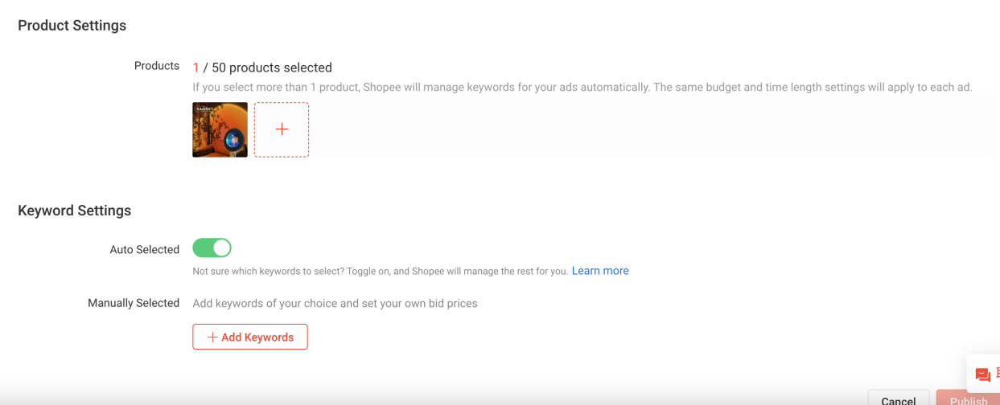 Product Settings
Products
1 / 50 products selected
If you select more than 1 product, Shopee will manage keywords for your ads automatically. The same budget and time length settings will apply to each ad.
SUNSET
Keyword Settings
Auto Selected
Not sure which keywords to select? Toggle on, and Shopee will manage the rest for you. Learn more
Manually Selected
Add keywords of your choice and set your own bid prices
+ Add Keywords
Cancel
Publish